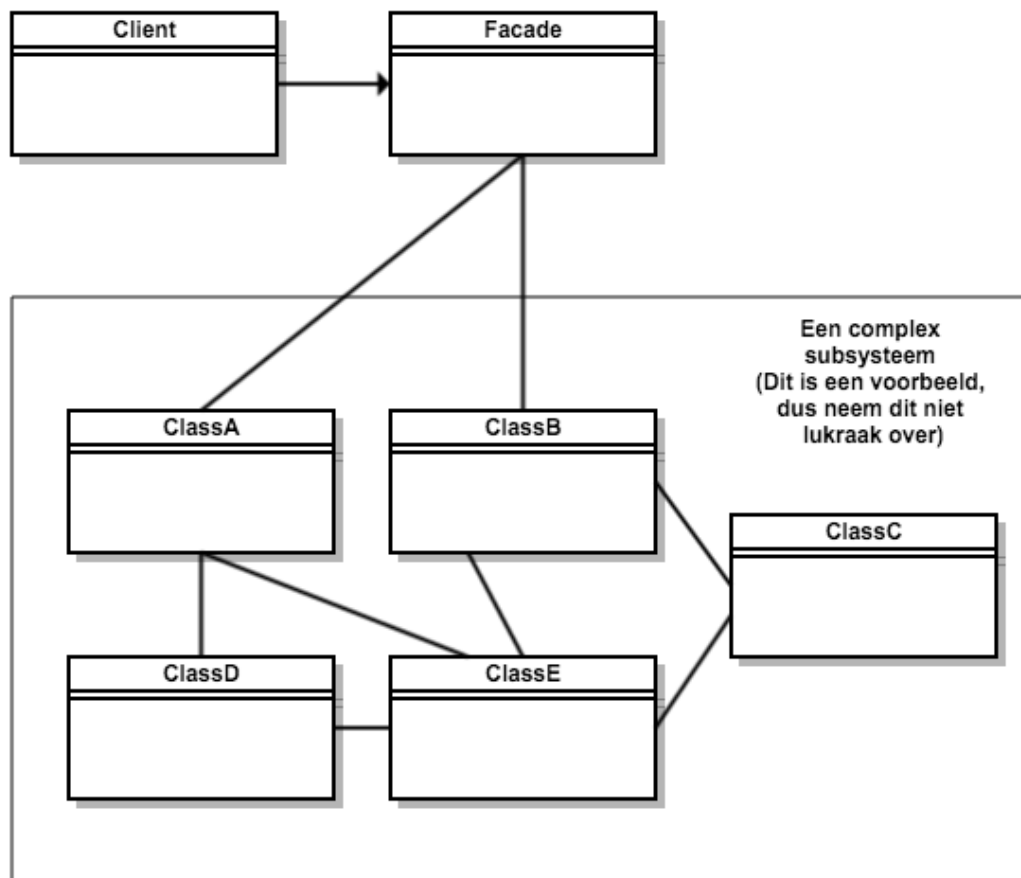 Client
Facade
Een complex
subsysteem
(Dit is een voorbeeld,
dus neem dit niet
lukraak over)
ClassA
ClassB
ClassC
ClassD
ClassE